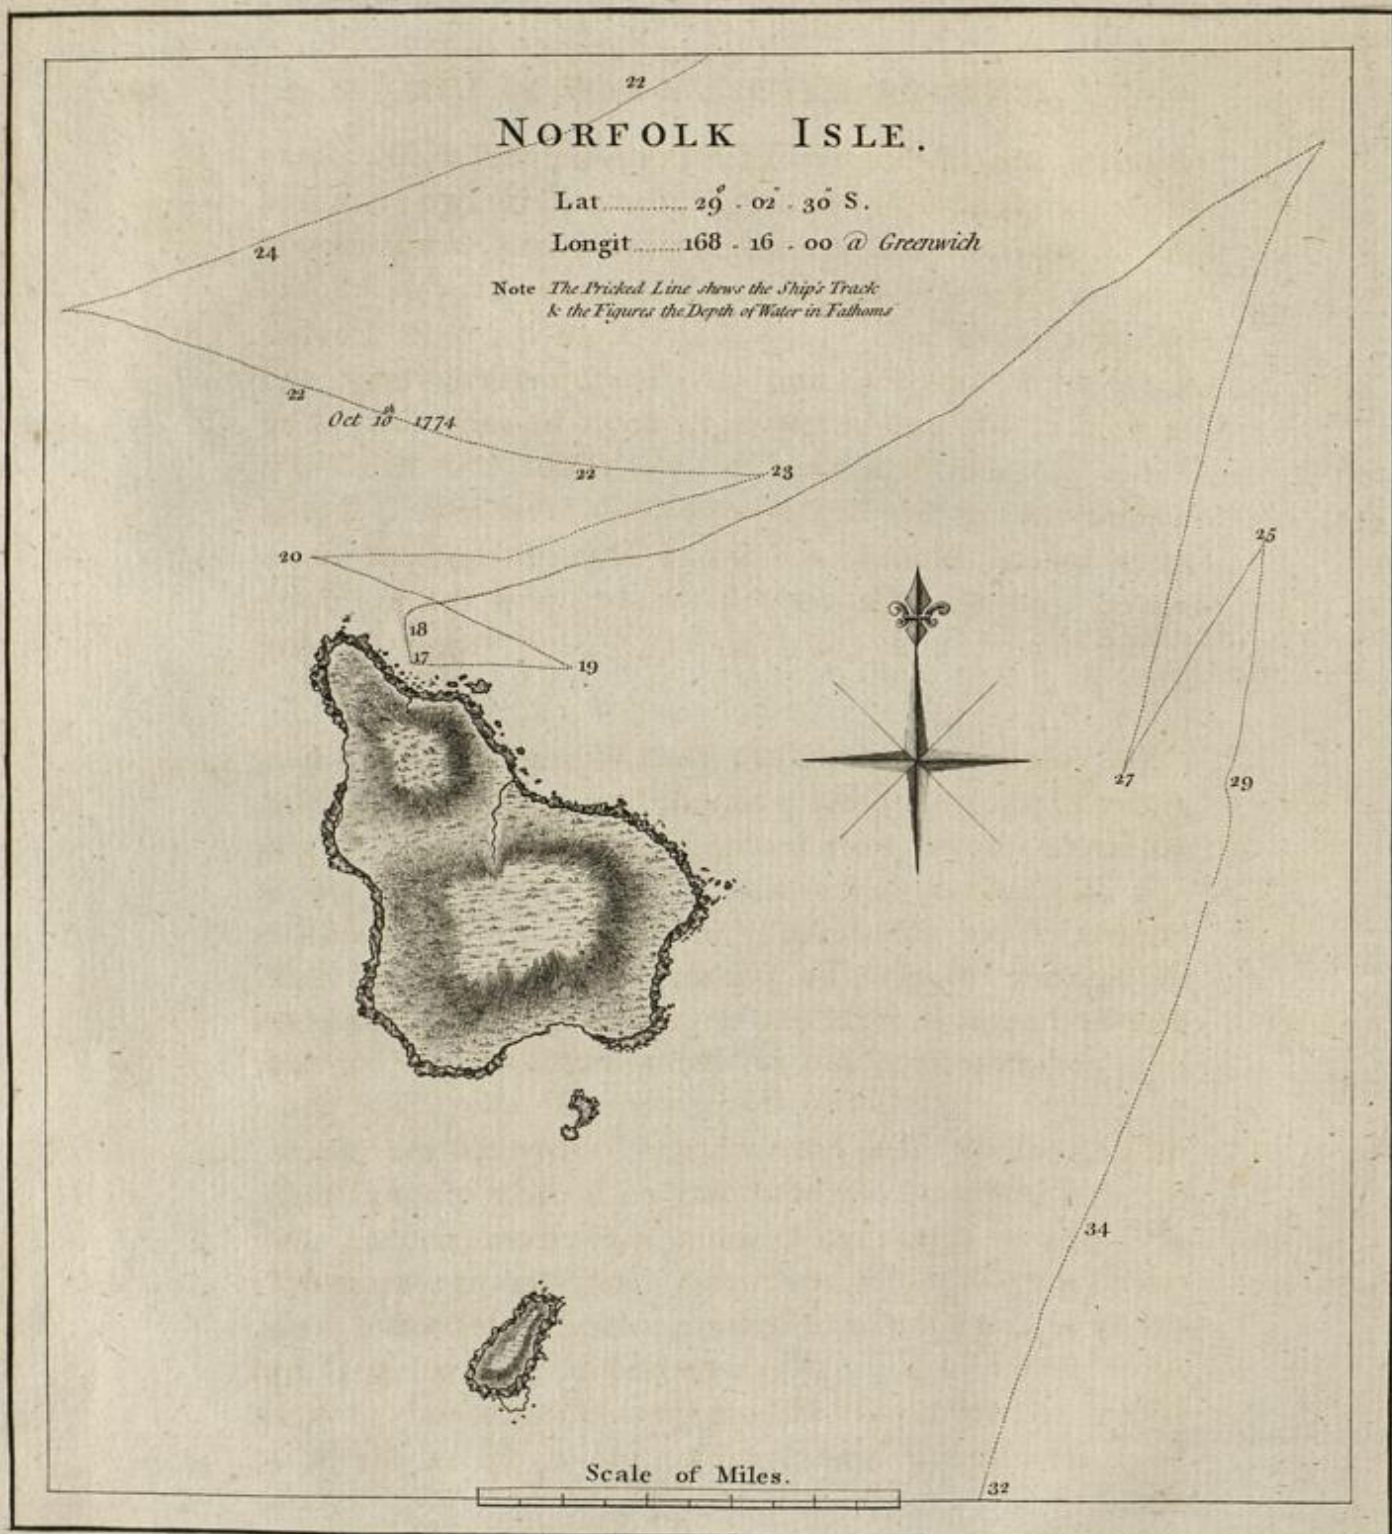 22
NORFOLK ISLE.
Lat............. 29° . 02" . 30" S.
Longit.......168 . 16 . 00 @ Greenwich
24
Note The Pricked Line shews the Ship's Track
& the Figures the Depth of Water in Fathoms
22
Oct 10th 1774
22
23
25
20
18
17
19
27
29
34
Scale of Miles.
32